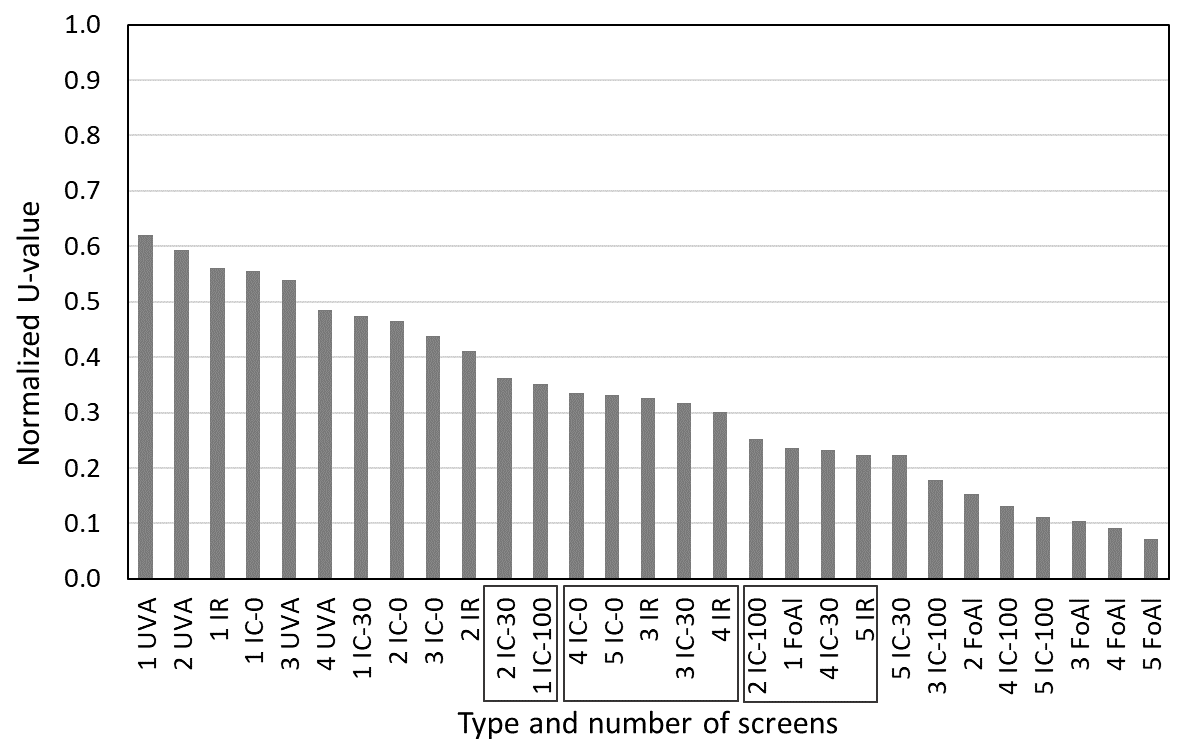 1.0
0.9
0.8
0.7
0.6
0.5
0.4
0.3
0.2
0.1
0.0
Normalized U-value
1 UVA
2 UVA
1 IR
1 IC-0
3 UVA
4 UVA
1 IC-30
2 IC-0
3 IC-0
2 IR
2 IC-30
1 IC-100
4 IC-0
5 IC-0
3 IR
3 IC-30
4 IR
2 IC-100
1 FoAl
4 IC-30
5 IR
5 IC-30
3 IC-100
2 FoAl
4 IC-100
5 IC-100
3 FoAl
4 FoAl
5 FoAl
Type and number of screens